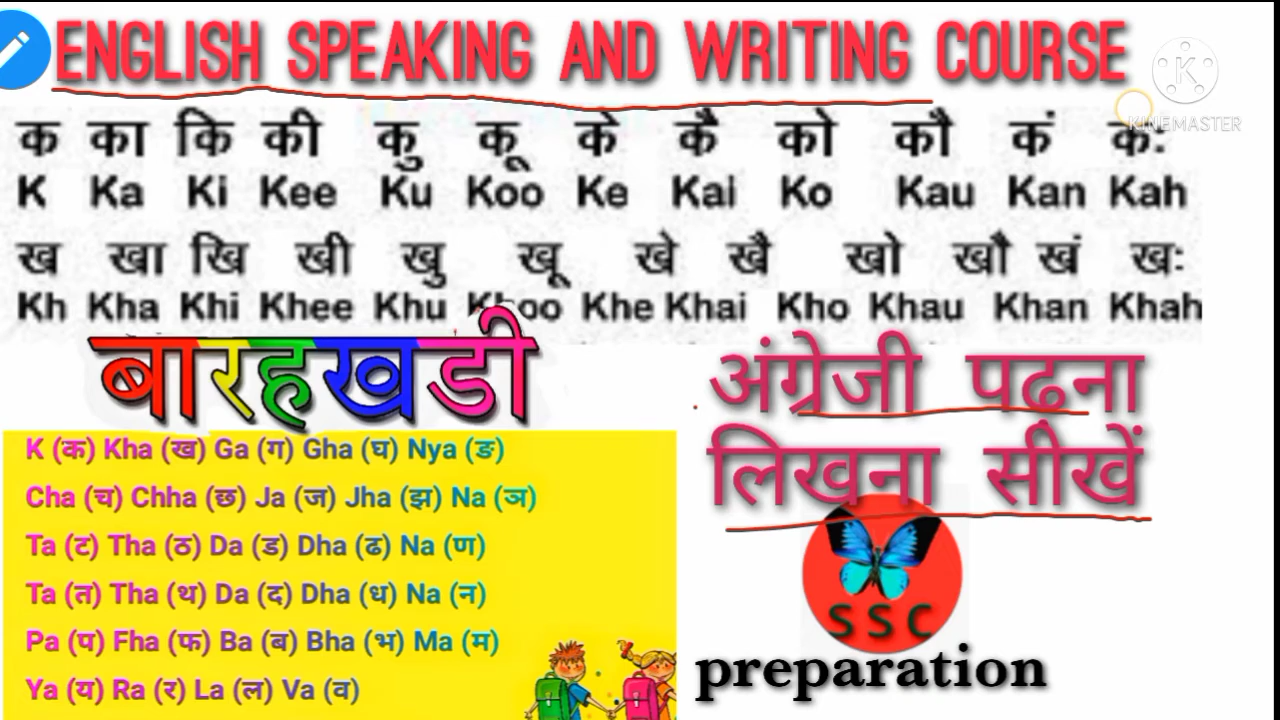 ENGLISH SPEAKING AND WRITING COURSE
KINEMASTER
क का कि की कु कू के कै को कौ कं कः
K Ka Ki Kee Ku Koo Ke Kai Ko Kau Kan Kah
ख खा खि खी खु खू खे खै खो खौ खं खः
Kh Kha Khi Khee Khu Khoo Khe Khai Kho Khau Khan Khah
बारहखडी
K (क) Kha (ख) Ga (ग) Gha (घ) Nya (ङ)
Cha (च) Chha (छ) Ja (ज) Jha (झ) Na (ञ)
Ta (ट) Tha (ठ) Da (ड) Dha (ढ) Na (ण)
Ta (त) Tha (थ) Da (द) Dha (ध) Na (न)
Pa (प) Fha (फ) Ba (ब) Bha (भ) Ma (म)
Ya (य) Ra (र) La (ल) Va (व)
अंग्रेजी पढ़ना
लिखना सीखें
SSC
preparation